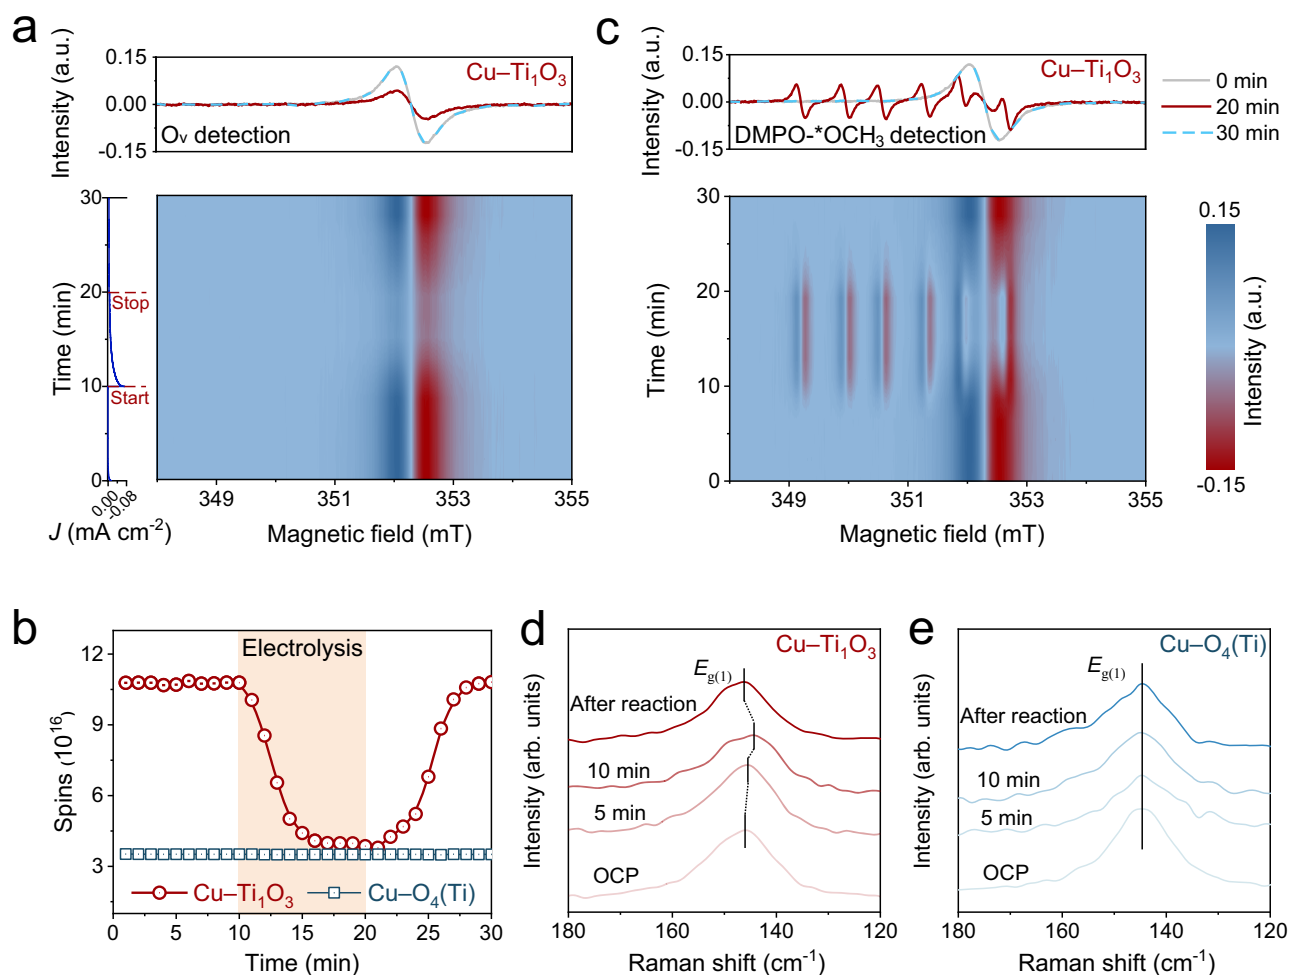 a
Intensity (a.u.)
0.15
0.00
-0.15
Cu–Ti₁O₃
Oᵥ detection
Time (min)
30
20
10
0
Stop
Start
0.00
-0.08
J (mA cm⁻²)
349
351
353
355
Magnetic field (mT)
c
Intensity (a.u.)
0.15
0.00
-0.15
Cu–Ti₁O₃
DMPO-*OCH₃ detection
0 min
20 min
30 min
Time (min)
30
20
10
0
349
351
353
355
Magnetic field (mT)
0.15
-0.15
Intensity (a.u.)
b
Spins (10¹⁶)
12
9
6
3
Electrolysis
Cu–Ti₁O₃
Cu–O₄(Ti)
0
5
10
15
20
25
30
Time (min)
d
Intensity (arb. units)
Cu–Ti₁O₃
E_g(1)
After reaction
10 min
5 min
OCP
180
160
140
120
Raman shift (cm⁻¹)
e
Intensity (arb. units)
Cu–O₄(Ti)
E_g(1)
After reaction
10 min
5 min
OCP
180
160
140
120
Raman shift (cm⁻¹)